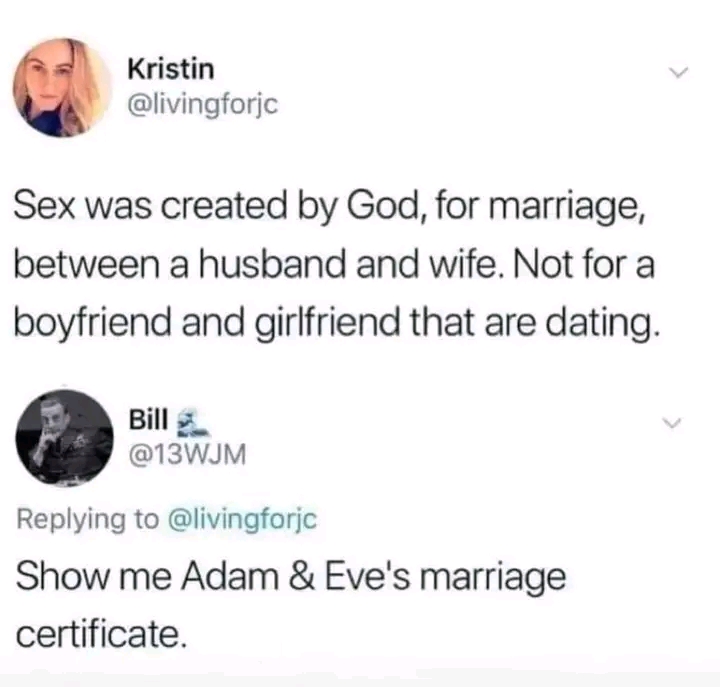 Kristin
@livingforjc
Sex was created by God, for marriage,
between a husband and wife. Not for a
boyfriend and girlfriend that are dating.
Bill 🌊
@13WJM
Replying to @livingforjc
Show me Adam & Eve's marriage
certificate.